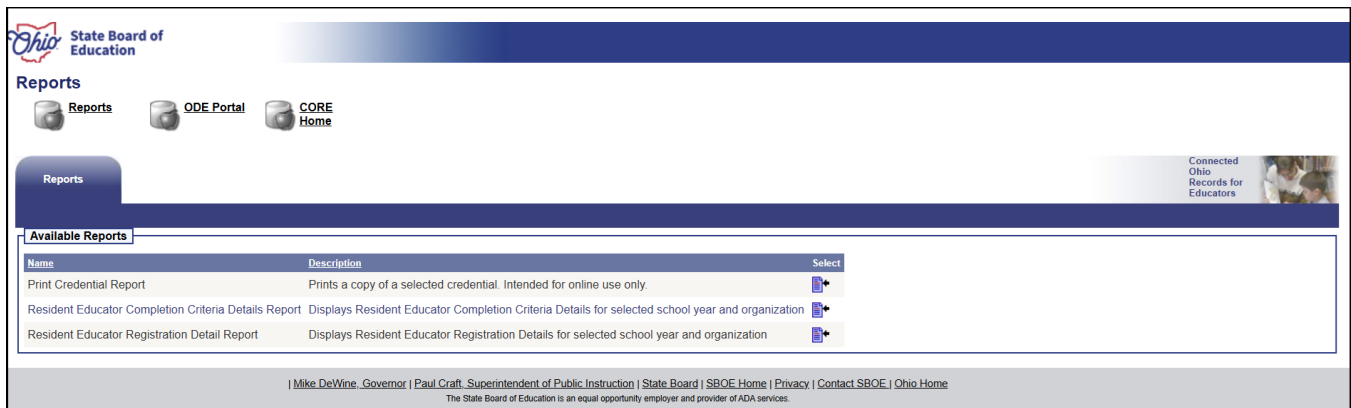 Ohio
State Board of
Education
Reports
Reports ODE Portal CORE
Home
Reports
Connected
Ohio
Records for
Educators
Available Reports
Name Description Select
Print Credential Report Prints a copy of a selected credential. Intended for online use only.
Resident Educator Completion Criteria Details Report Displays Resident Educator Completion Criteria Details for selected school year and organization
Resident Educator Registration Detail Report Displays Resident Educator Registration Details for selected school year and organization
| Mike DeWine, Governor | Paul Craft, Superintendent of Public Instruction | State Board | SBOE Home | Privacy | Contact SBOE | Ohio Home
The State Board of Education is an equal opportunity employer and provider of ADA services.